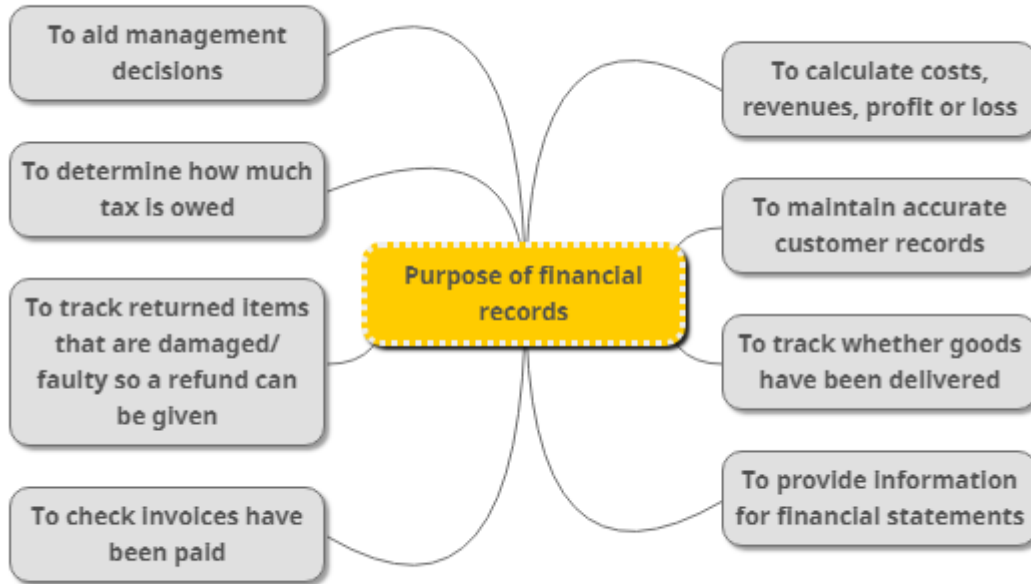 To aid management
decisions
To determine how much
tax is owed
To track returned items
that are damaged/
faulty so a refund can
be given
To check invoices have
been paid
Purpose of financial
records
To calculate costs,
revenues, profit or loss
To maintain accurate
customer records
To track whether goods
have been delivered
To provide information
for financial statements